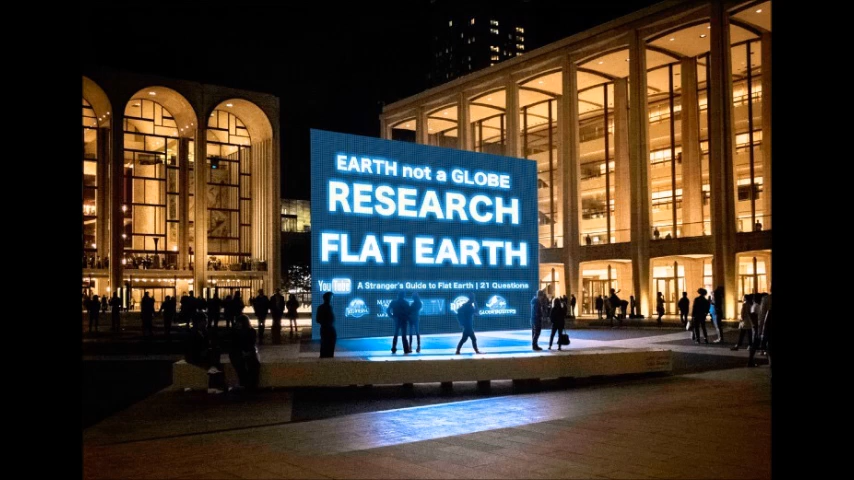 EARTH not a GLOBE
RESEARCH
FLAT EARTH
YouTube A Stranger's Guide to Flat Earth | 21 Questions